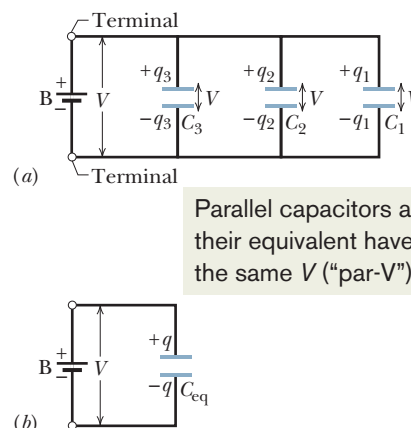 Terminal
+
B
−
V
+q3
−q3
V
C3
+q2
−q2
V
C2
+q1
−q1
V
C1
(a)
Terminal
Parallel capacitors a
their equivalent have
the same V (“par-V”)
+
B
−
V
+q
−q
Ceq
(b)